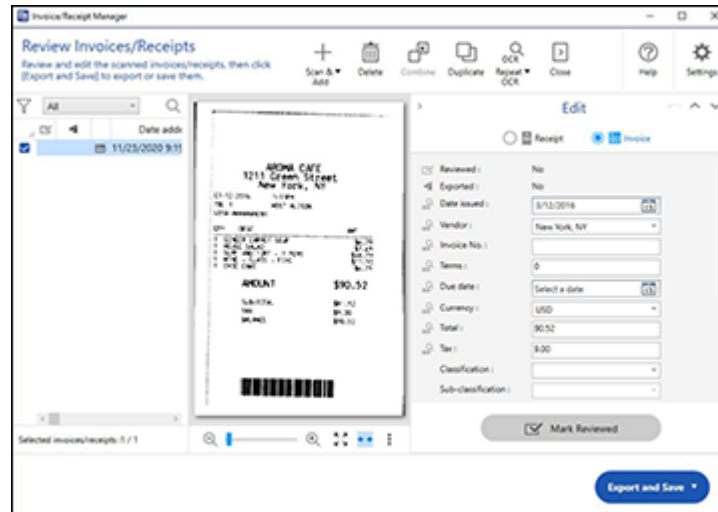 Invoice/Receipt Manager
Review Invoices/Receipts
Review and edit the scanned invoices/receipts, then click
[Export and Save] to export or save
them.
Scan &
Add
Delete
Combine
Duplicate
OCR
Repeat
OCR
Close
Help
Settings
All
Date adde
11/23/2020 9:1
AROMA CAFE
1211 Green Street
New York, NY
AMOUNT $90.52
Edit
Receipt
Invoice
Reviewed : No
Exported : No
Date issued : 3/12/2016
Vendor : New York, NY
Invoice No. :
Terms : 0
Due date : Select a date
Currency : USD
Total : 90.52
Tax : 9.00
Classification :
Sub-classification :
Mark Reviewed
Selected invoices/receipts :1 / 1
Export and Save